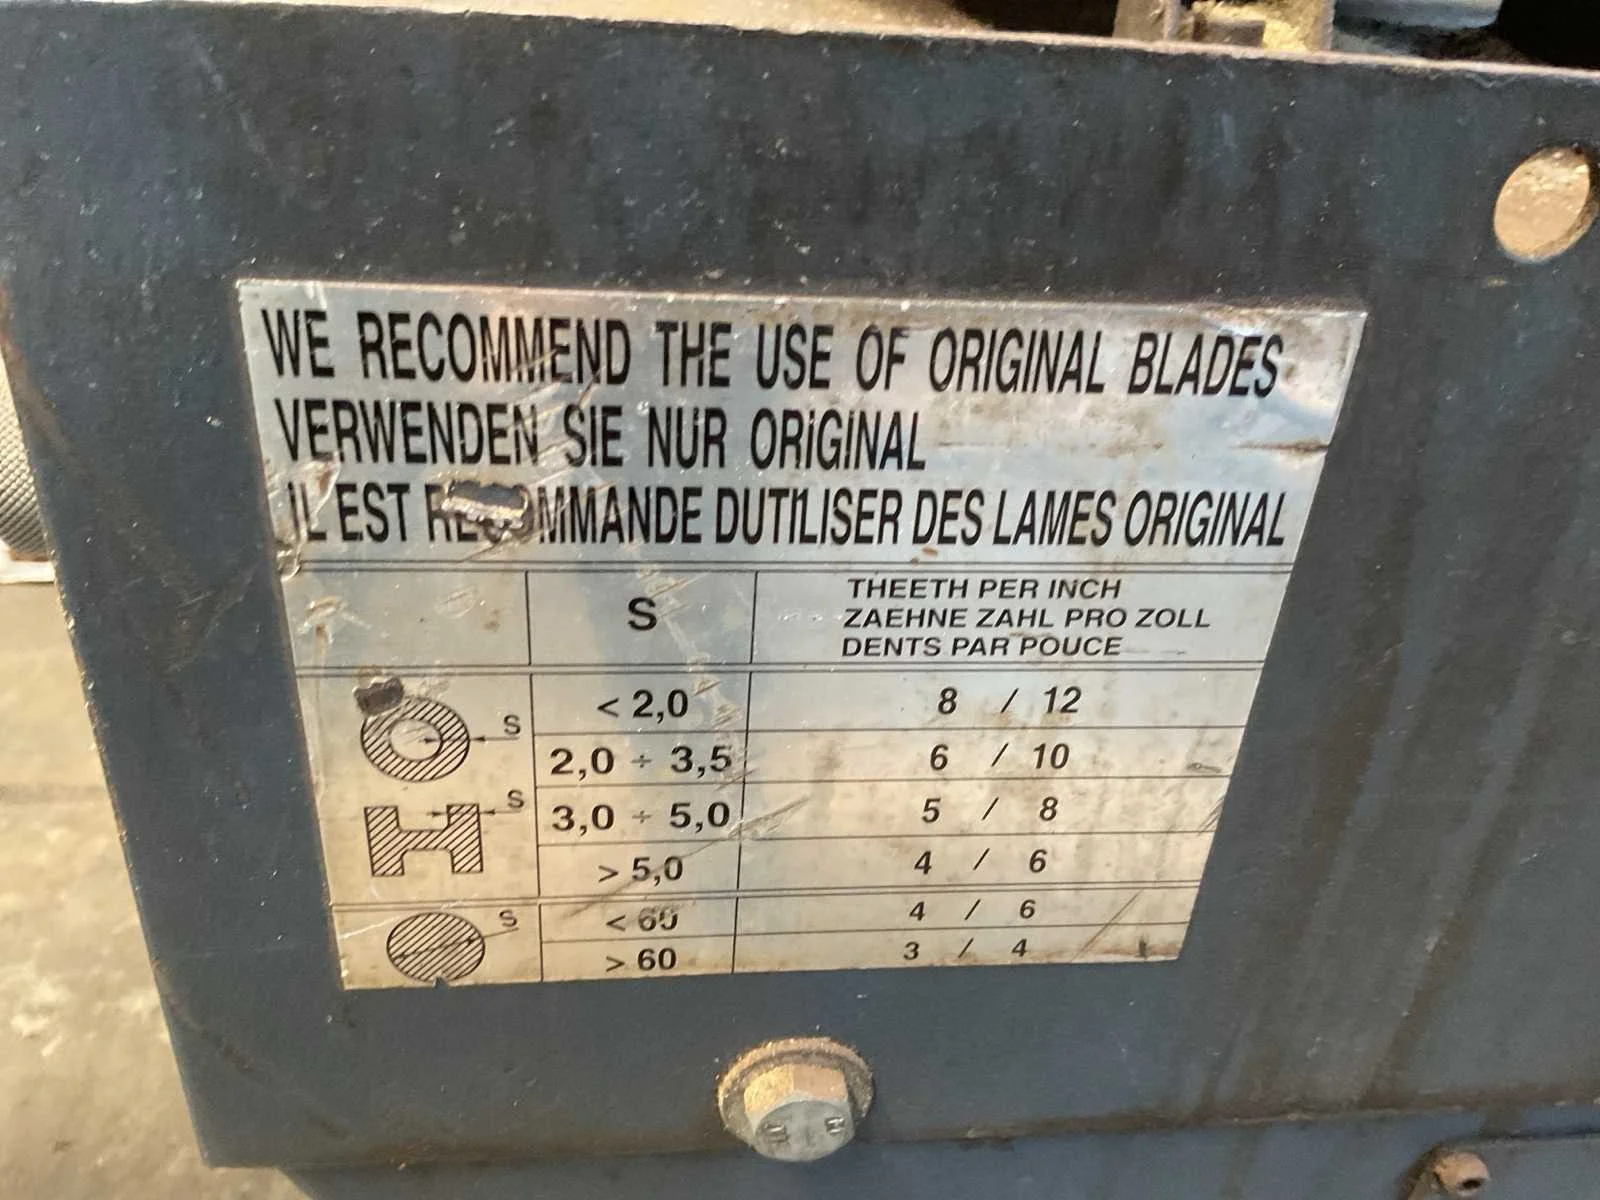 WE RECOMMEND THE USE OF ORIGINAL BLADES
VERWENDEN SIE NUR ORIGINAL
IL EST RECOMMANDE DUTILISER DES LAMES ORIGINAL
S
THEETH PER INCH
ZAEHNE ZAHL PRO ZOLL
DENTS PAR POUCE
S
< 2,0 8 / 12
2,0 ÷ 3,5 6 / 10
S
3,0 ÷ 5,0 5 / 8
> 5,0 4 / 6
S
< 60 4 / 6
> 60 3 / 4